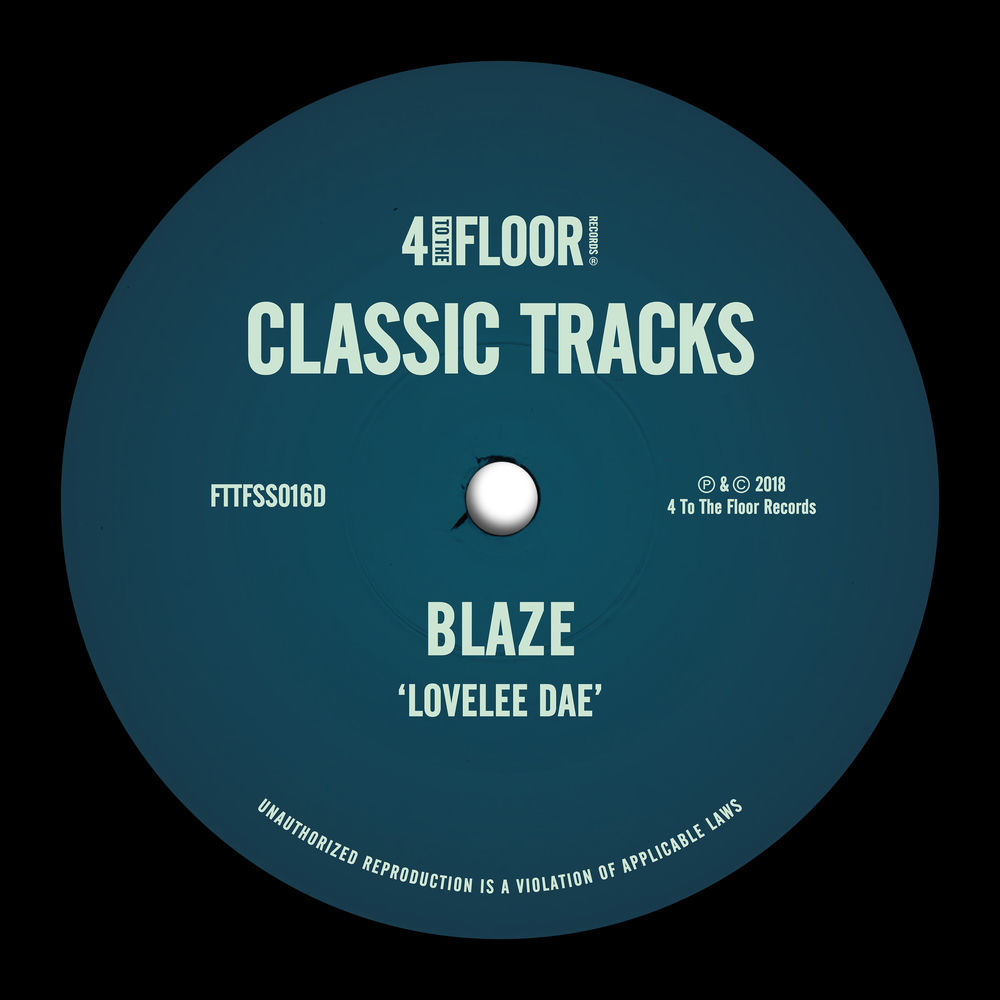 4 TO THE FLOOR RECORDS ®
CLASSIC TRACKS
FTTFSS016D
Ⓟ & © 2018
4 To The Floor Records
BLAZE
‘LOVELEE DAE’
UNAUTHORIZED REPRODUCTION IS A VIOLATION OF APPLICABLE LAWS